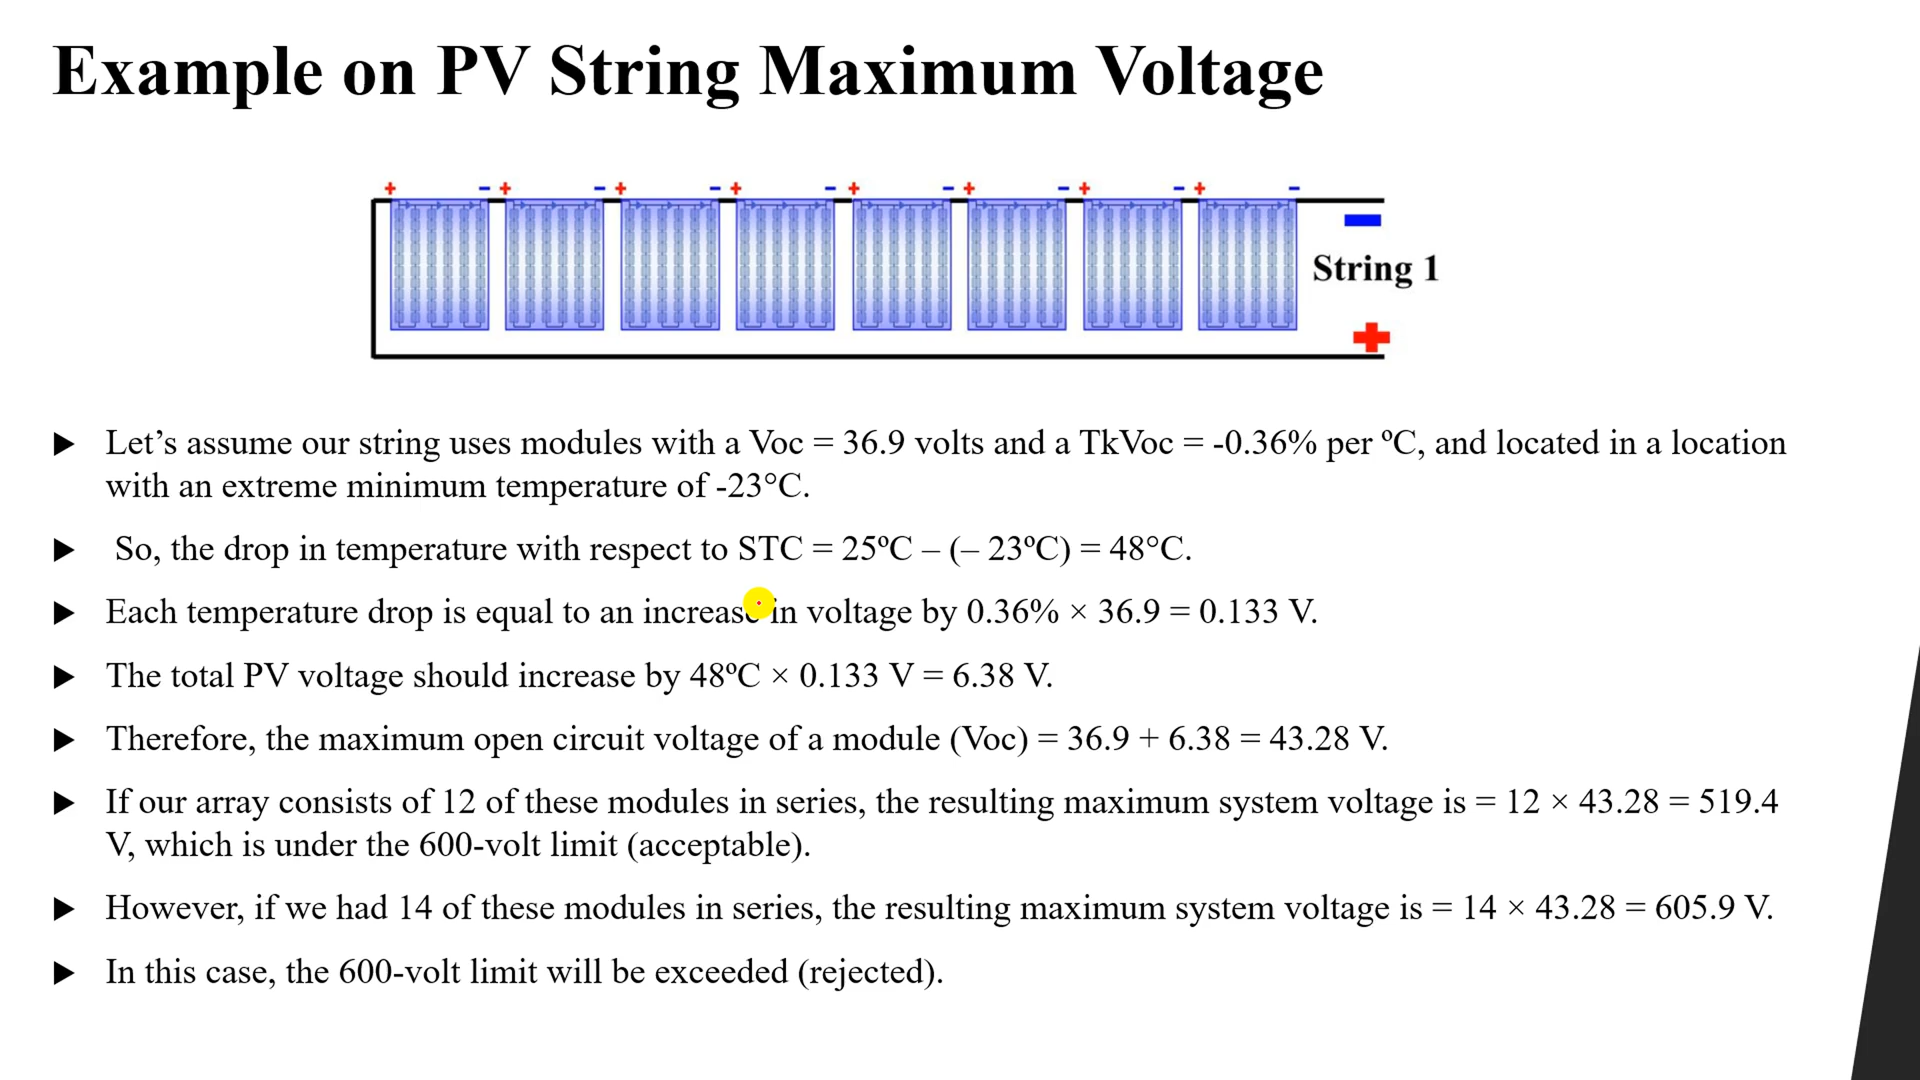 Example on PV String Maximum Voltage
+ − + − + − + − + − + − + − + −
−
String 1
+
Let’s assume our string uses modules with a Voc = 36.9 volts and a TkVoc = -0.36% per ºC, and located in a location
with an extreme minimum temperature of -23°C.
So, the drop in temperature with respect to STC = 25ºC – (– 23ºC) = 48°C.
Each temperature drop is equal to an increase in voltage by 0.36% × 36.9 = 0.133 V.
The total PV voltage should increase by 48ºC × 0.133 V = 6.38 V.
Therefore, the maximum open circuit voltage of a module (Voc) = 36.9 + 6.38 = 43.28 V.
If our array consists of 12 of these modules in series, the resulting maximum system voltage is = 12 × 43.28 = 519.4
V, which is under the 600-volt limit (acceptable).
However, if we had 14 of these modules in series, the resulting maximum system voltage is = 14 × 43.28 = 605.9 V.
In this case, the 600-volt limit will be exceeded (rejected).